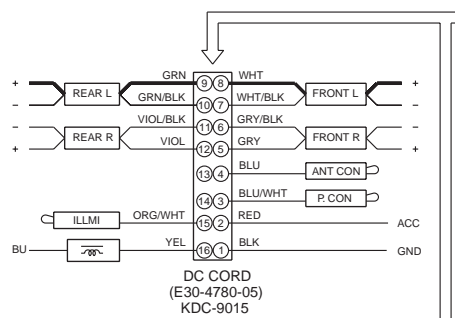 GRN 9 8 WHT
+ REAR L FRONT L +
− GRN/BLK 10 7 WHT/BLK −
− VIOL/BLK 11 6 GRY/BLK −
REAR R FRONT R
+ VIOL 12 5 GRY +
13 4 BLU ANT CON
14 3 BLU/WHT P. CON
ILLMI ORG/WHT 15 2 RED ACC
BU YEL 16 1 BLK GND
DC CORD
(E30-4780-05)
KDC-9015